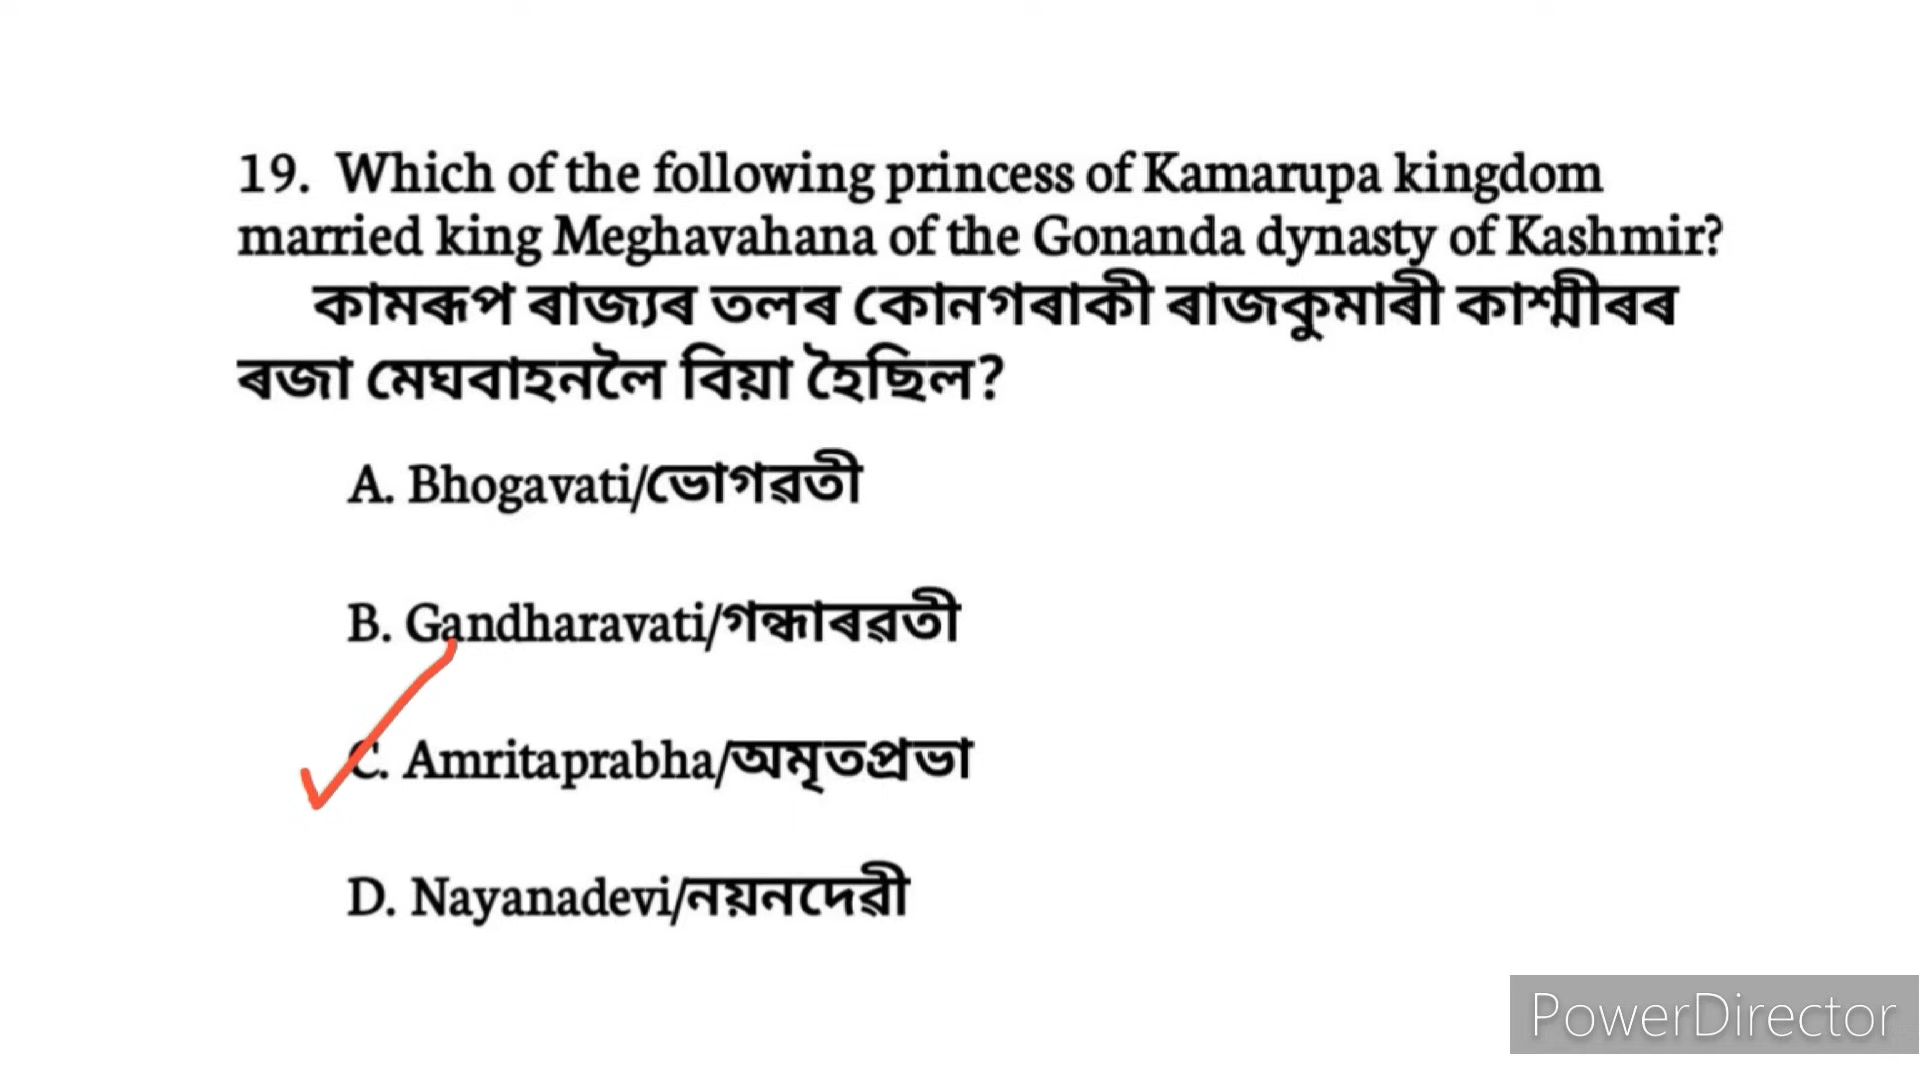 19. Which of the following princess of Kamarupa kingdom
married king Meghavahana of the Gonanda dynasty of Kashmir?
কামৰূপ ৰাজ্যৰ তলৰ কোনগৰাকী ৰাজকুমাৰী কাশ্মীৰৰ
ৰজা মেঘবাহনলৈ বিয়া হৈছিল?
A. Bhogavati/ভোগৱতী
B. Gandharavati/গন্ধাৰৱতী
C. Amritaprabha/অমৃতপ্ৰভা
D. Nayanadevi/নয়নদেৱী
PowerDirector